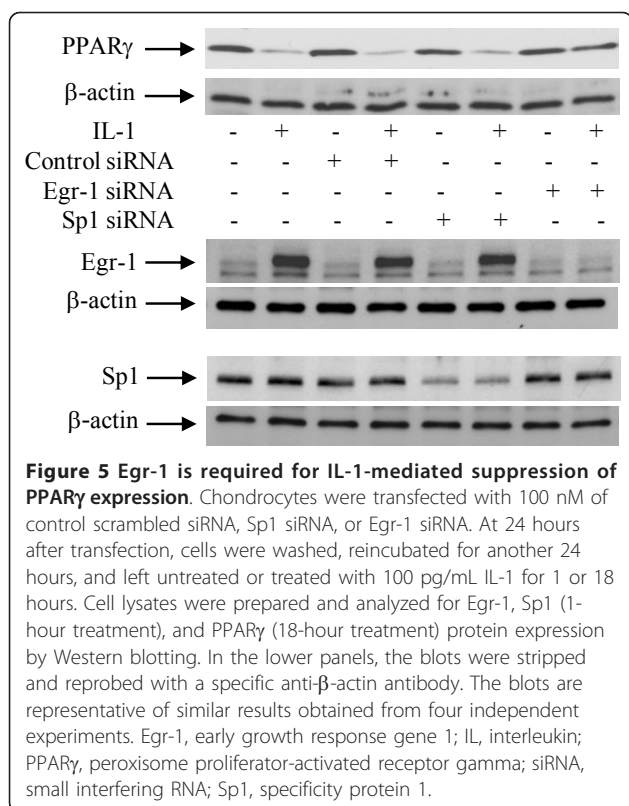 PPARγ
β-actin
IL-1 - + - + - + - +
Control siRNA - - + + - - - -
Egr-1 siRNA - - - - - - + +
Sp1 siRNA - - - - + + - -
Egr-1
β-actin
Sp1
β-actin
Figure 5 Egr-1 is required for IL-1-mediated suppression of
PPARγ expression. Chondrocytes were transfected with 100 nM of
control scrambled siRNA, Sp1 siRNA, or Egr-1 siRNA. At 24 hours
after transfection, cells were washed, reincubated for another 24
hours, and left untreated or treated with 100 pg/mL IL-1 for 1 or 18
hours. Cell lysates were prepared and analyzed for Egr-1, Sp1 (1-
hour treatment), and PPARγ (18-hour treatment) protein expression
by Western blotting. In the lower panels, the blots were stripped
and reprobed with a specific anti-β-actin antibody. The blots are
representative of similar results obtained from four independent
experiments. Egr-1, early growth response gene 1; IL, interleukin;
PPARγ, peroxisome proliferator-activated receptor gamma; siRNA,
small interfering RNA; Sp1, specificity protein 1.